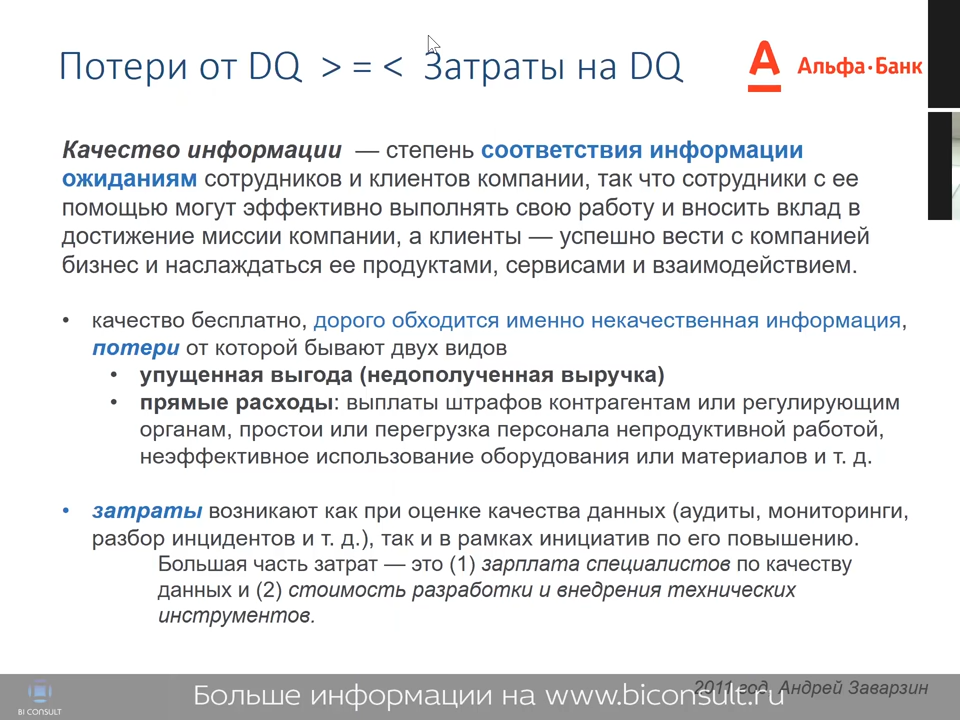 Потери от DQ > = < Затраты на DQ
Альфа·Банк
Качество информации — степень соответствия информации
ожиданиям сотрудников и клиентов компании, так что сотрудники с ее
помощью могут эффективно выполнять свою работу и вносить вклад в
достижение миссии компании, а клиенты — успешно вести с компанией
бизнес и наслаждаться ее продуктами, сервисами и взаимодействием.
• качество бесплатно, дорого обходится именно некачественная информация,
потери от которой бывают двух видов
• упущенная выгода (недополученная выручка)
• прямые расходы: выплаты штрафов контрагентам или регулирующим
органам, простои или перегрузка персонала непродуктивной работой,
неэффективное использование оборудования или материалов и т. д.
• затраты возникают как при оценке качества данных (аудиты, мониторинги,
разбор инцидентов и т. д.), так и в рамках инициатив по его повышению.
Большая часть затрат — это (1) зарплата специалистов по качеству
данных и (2) стоимость разработки и внедрения технических
инструментов.
2011 год, Андрей Заварзин
Больше информации на www.biconsult.ru
BI CONSULT